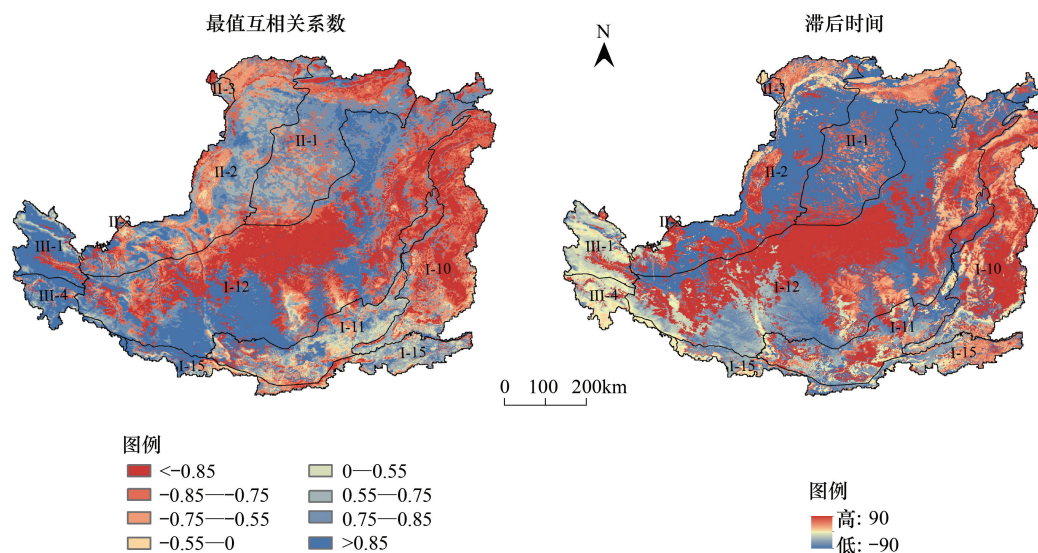 最值互相关系数
滞后时间
N
II-3
II-1
II-2
II-3
III-1
III-4
I-12
I-10
I-11
I-15
I-15
II-3
II-1
II-2
II-3
III-1
III-4
I-12
I-10
I-11
I-15
I-15
0 100 200km
图例
<-0.85
-0.85—-0.75
-0.75—-0.55
-0.55—0
0—0.55
0.55—0.75
0.75—0.85
>0.85
图例
高: 90
低: -90